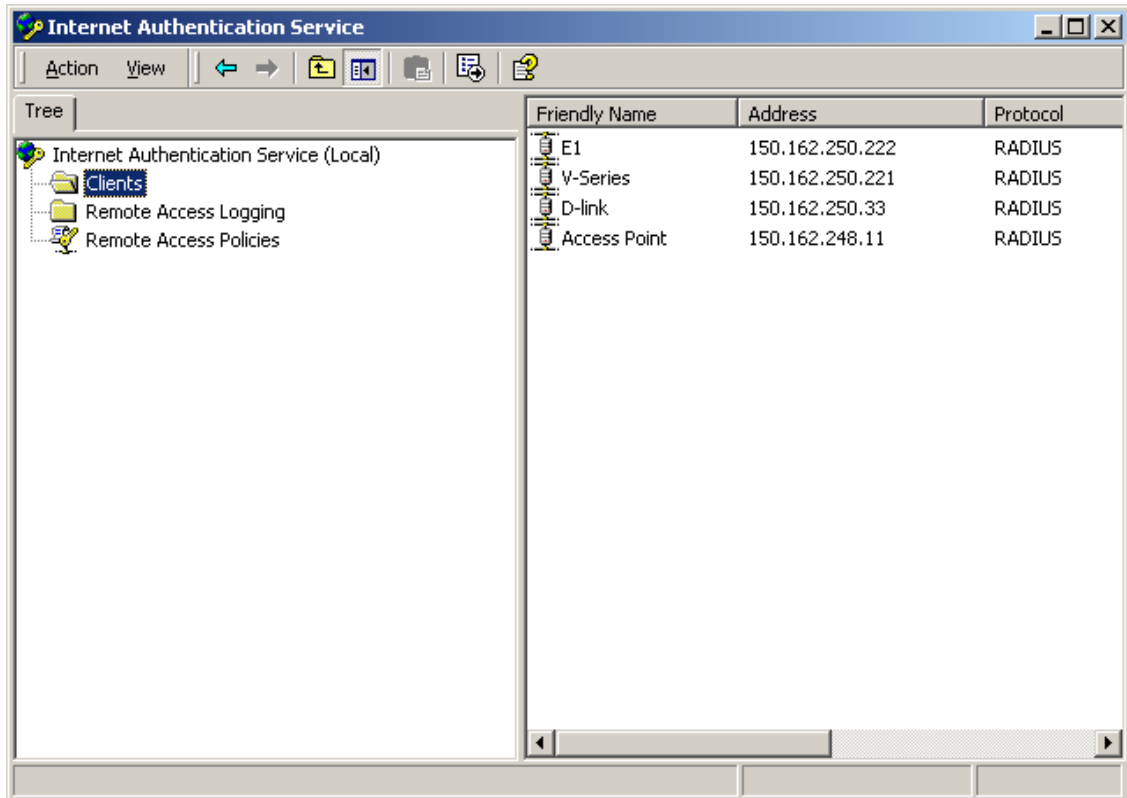 Internet Authentication Service
Action View
Tree
Internet Authentication Service (Local)
Clients
Remote Access Logging
Remote Access Policies
Friendly Name Address Protocol
E1 150.162.250.222 RADIUS
V-Series 150.162.250.221 RADIUS
D-link 150.162.250.33 RADIUS
Access Point 150.162.248.11 RADIUS